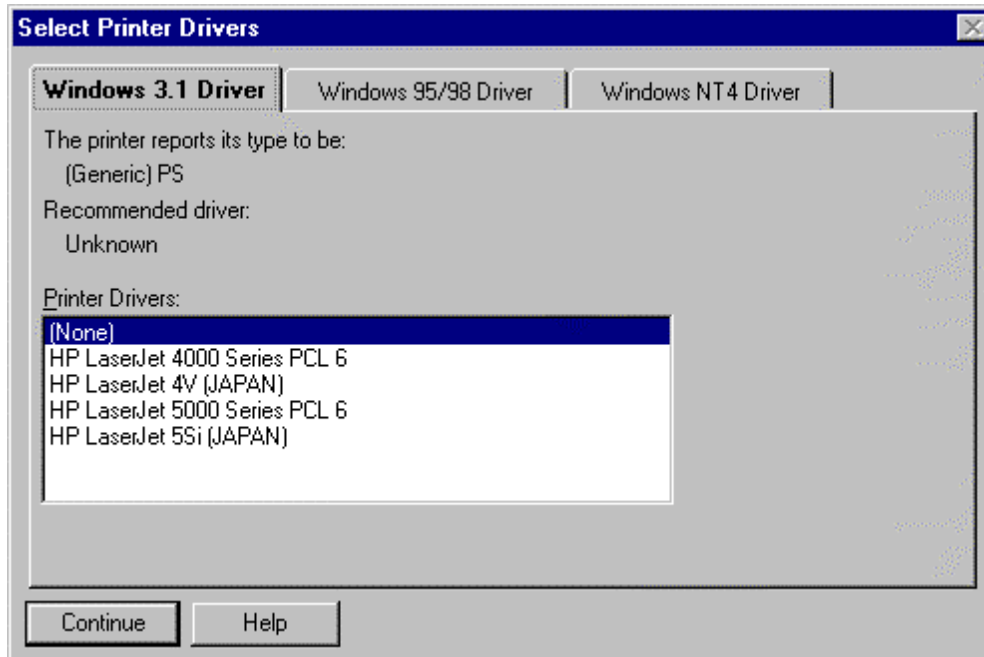 Select Printer Drivers
Windows 3.1 Driver
Windows 95/98 Driver
Windows NT4 Driver
The printer reports its type to be:
(Generic) PS
Recommended driver:
Unknown
Printer Drivers:
(None)
HP LaserJet 4000 Series PCL 6
HP LaserJet 4V (JAPAN)
HP LaserJet 5000 Series PCL 6
HP LaserJet 5Si (JAPAN)
Continue
Help